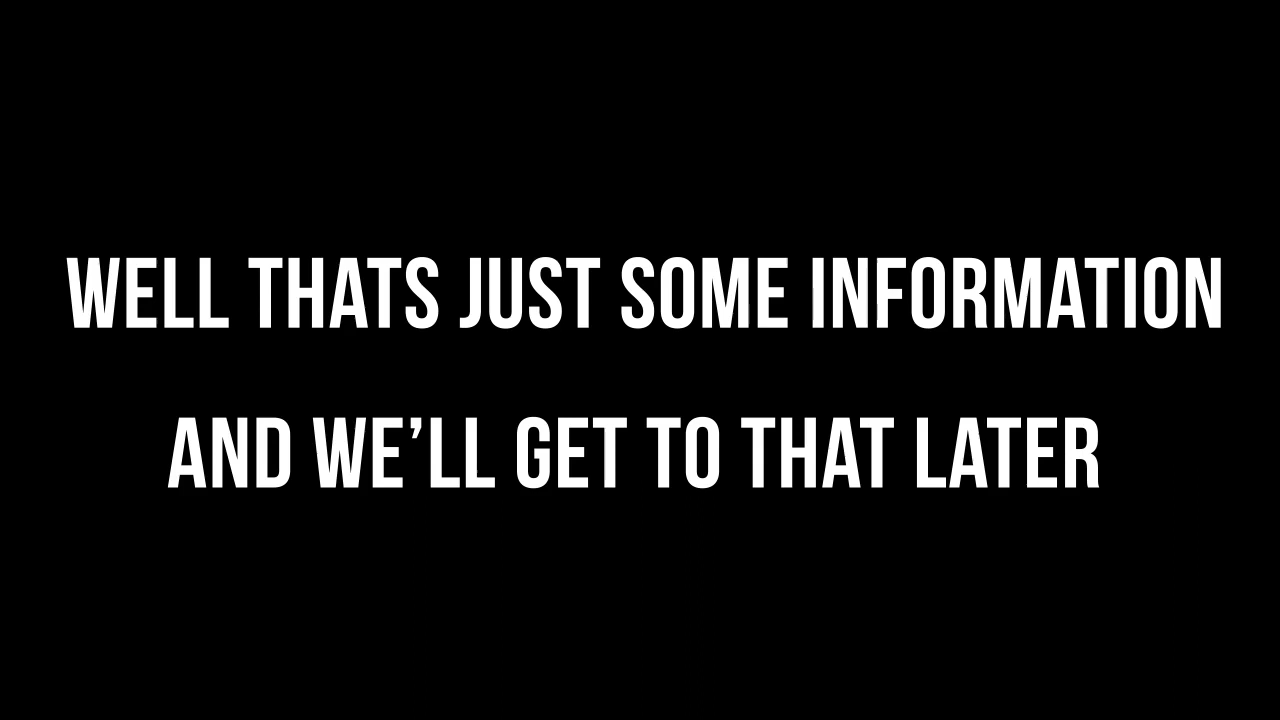 WELL THATS JUST SOME INFORMATION
AND WE’LL GET TO THAT LATER